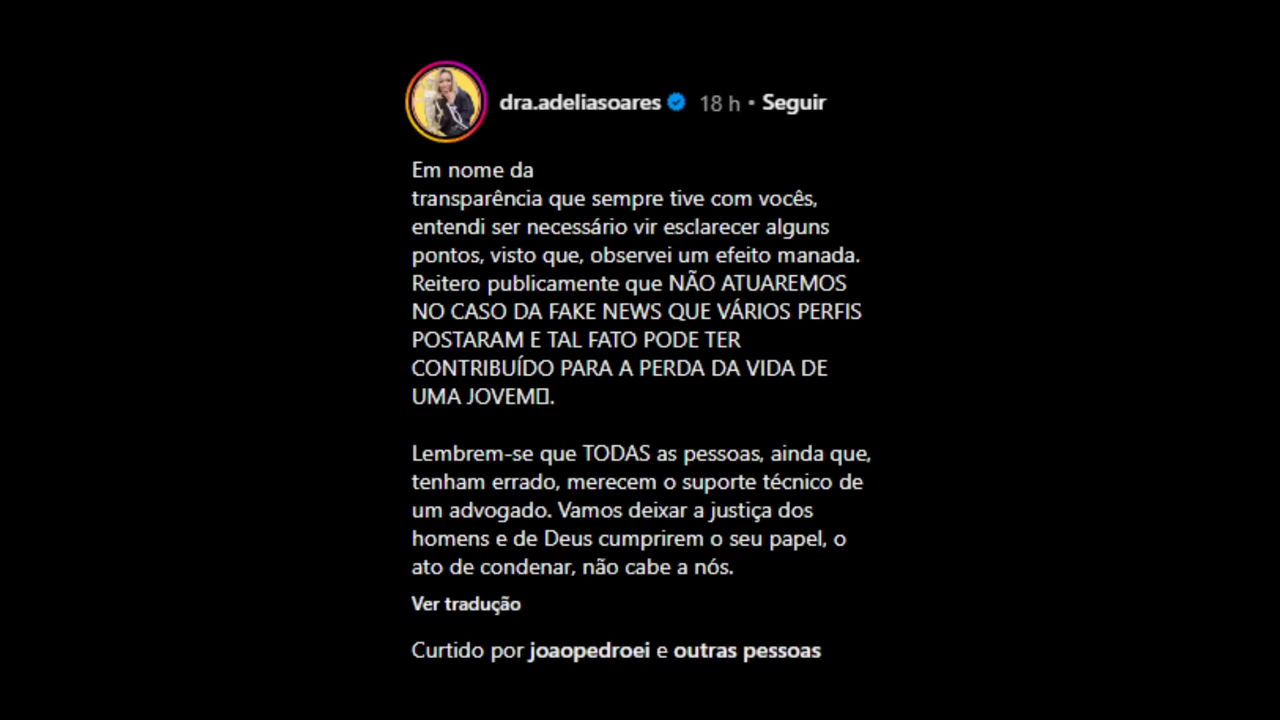 dra.adeliasoares 18 h • Seguir
Em nome da
transparência que sempre tive com vocês,
entendi ser necessário vir esclarecer alguns
pontos, visto que, observei um efeito manada.
Reitero publicamente que NÃO ATUAREMOS
NO CASO DA FAKE NEWS QUE VÁRIOS PERFIS
POSTARAM E TAL FATO PODE TER
CONTRIBUÍDO PARA A PERDA DA VIDA DE
UMA JOVEM▯.
Lembrem-se que TODAS as pessoas, ainda que,
tenham errado, merecem o suporte técnico de
um advogado. Vamos deixar a justiça dos
homens e de Deus cumprirem o seu papel, o
ato de condenar, não cabe a nós.
Ver tradução
Curtido por joaopedroei e outras pessoas